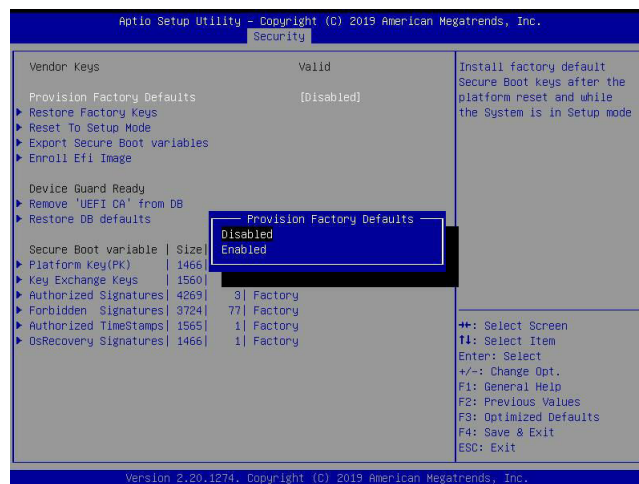 Aptio Setup Utility – Copyright (C) 2019 American Megatrends, Inc.
Security
Vendor Keys Valid
Provision Factory Defaults [Disabled]
Restore Factory Keys
Reset To Setup Mode
Export Secure Boot variables
Enroll Efi Image
Device Guard Ready
Remove 'UEFI CA' from DB
Restore DB defaults
Secure Boot variable | Size|
Platform Key(PK) | 1466|
Key Exchange Keys | 1560|
Authorized Signatures| 4269| 3| Factory
Forbidden Signatures| 3724| 77| Factory
Authorized TimeStamps| 1565| 1| Factory
OsRecovery Signatures| 1466| 1| Factory
Provision Factory Defaults
Disabled
Enabled
Install factory default
Secure Boot keys after the
platform reset and while
the System is in Setup mode
→←: Select Screen
↑↓: Select Item
Enter: Select
+/-: Change Opt.
F1: General Help
F2: Previous Values
F3: Optimized Defaults
F4: Save & Exit
ESC: Exit
Version 2.20.1274. Copyright (C) 2019 American Megatrends, Inc.